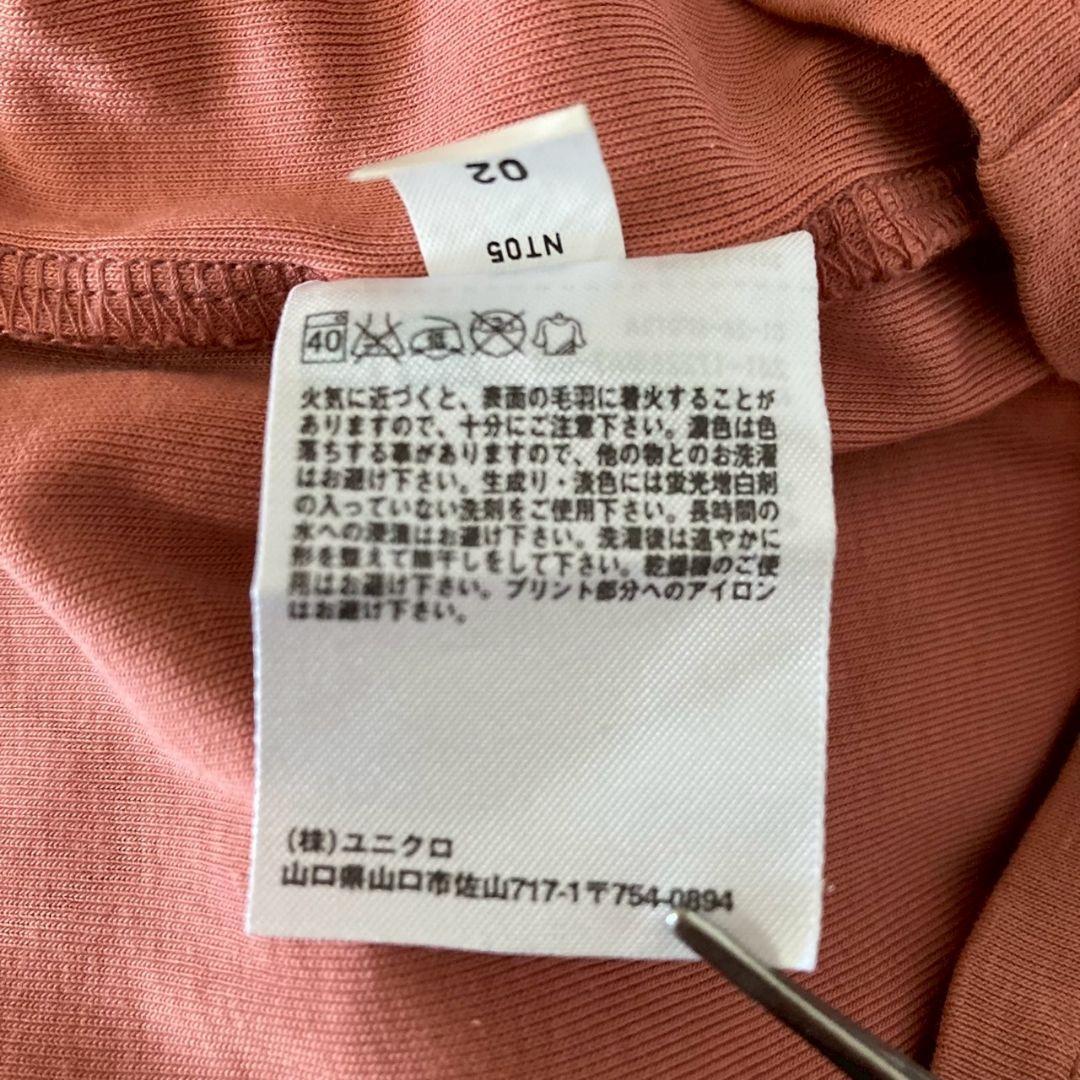 02
NT05
40
火気に近づくと、表面の毛羽に着火することが
ありますので、十分にご注意下さい。濃色は色
落ちする事がありますので、他の物とのお洗濯
はお避け下さい。生成り・淡色には蛍光増白剤
の入っていない洗剤をご使用下さい。長時間の
水への浸漬はお避け下さい。洗濯後は速やかに
形を整えて陰干しをして下さい。乾燥機のご使
用はお避け下さい。プリント部分へのアイロン
はお避け下さい。
(株)ユニクロ
山口県山口市佐山717-1〒754-0894